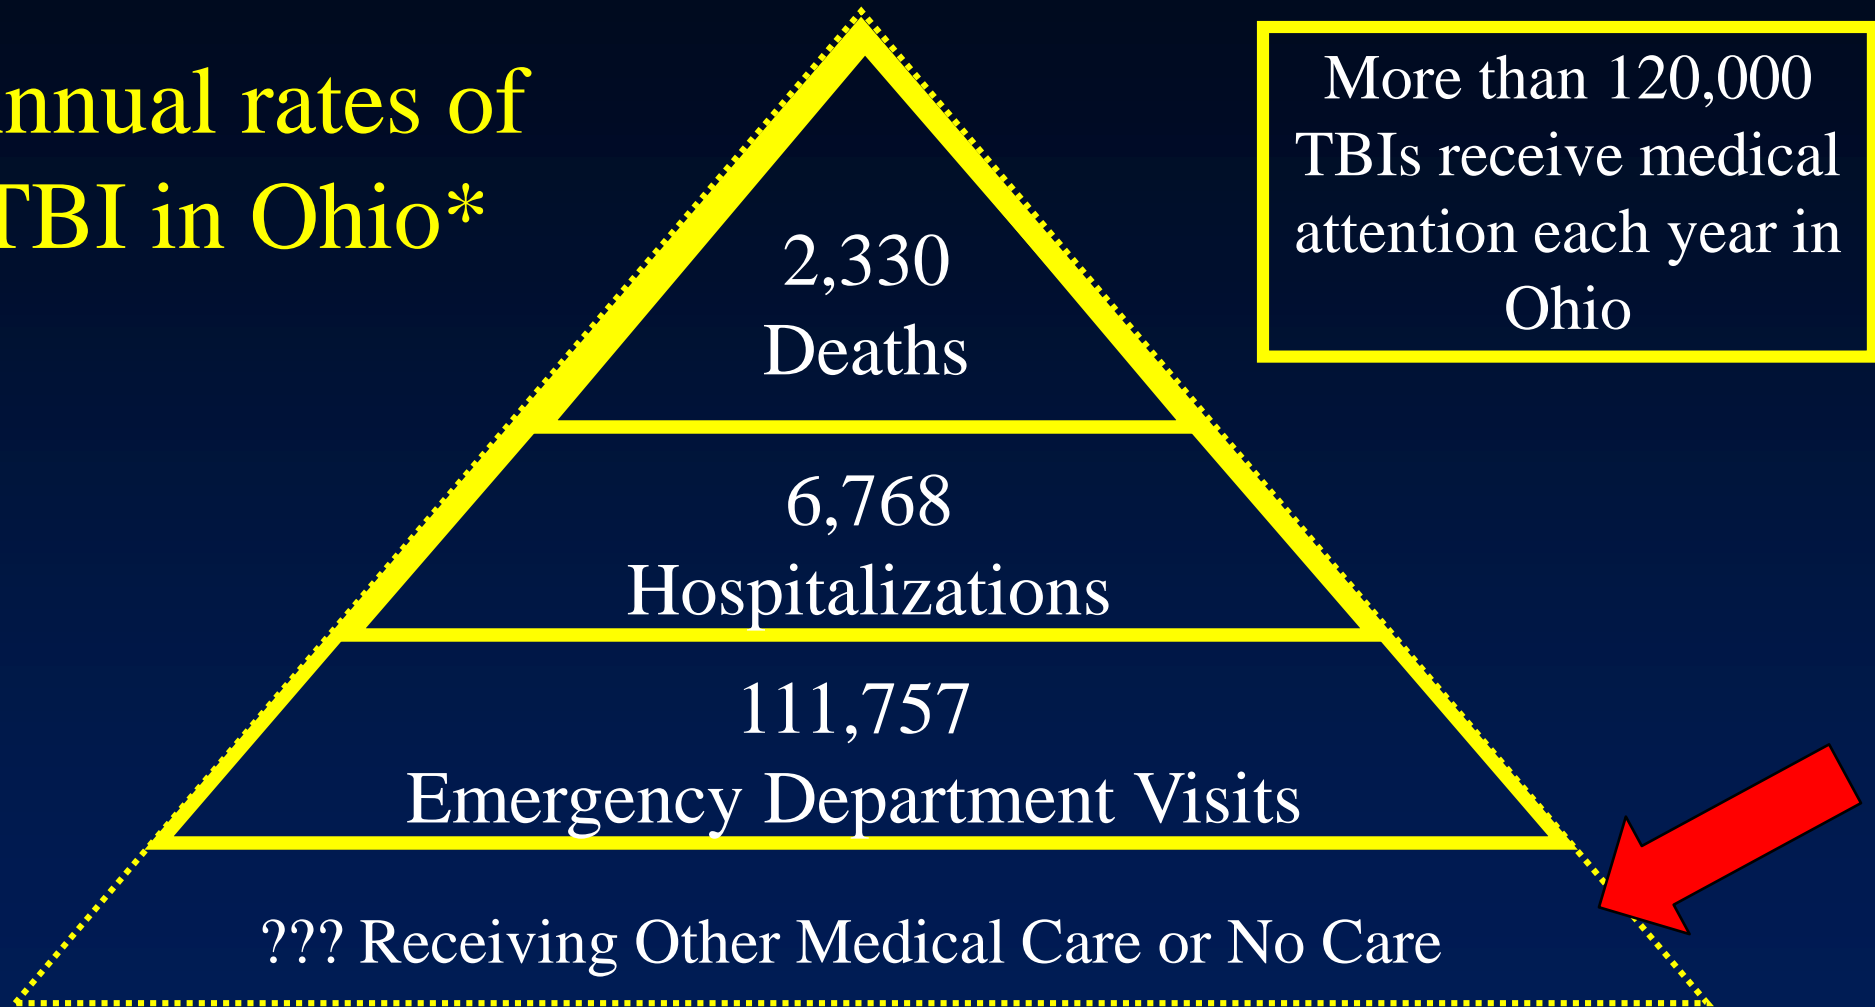 nnual rates of
TBI in Ohio*
More than 120,000
TBIs receive medical
attention each year in
Ohio
2,330
Deaths
6,768
Hospitalizations
111,757
Emergency Department Visits
??? Receiving Other Medical Care or No Care